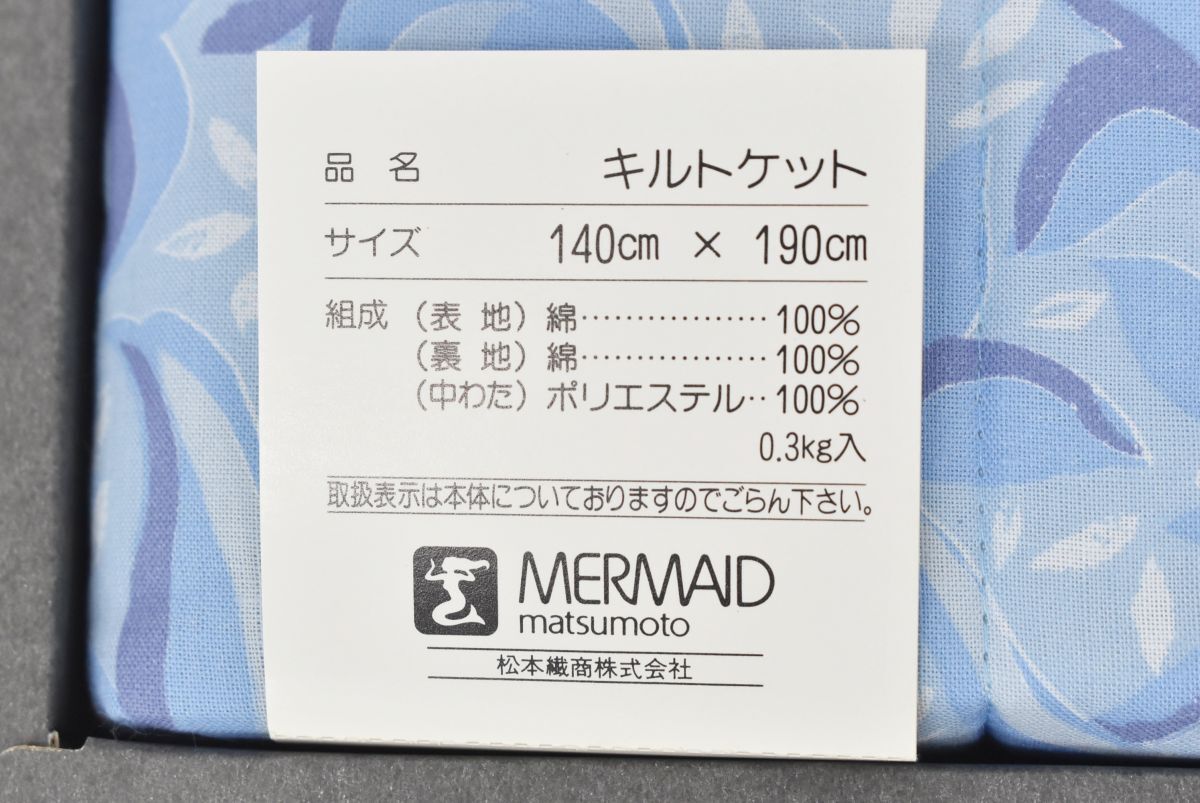 品名 キルトケット
サイズ 140cm × 190cm
組成 (表地) 綿……………… 100%
(裏地) 綿……………… 100%
(中わた) ポリエステル‥ 100%
0.3kg入
取扱表示は本体についておりますのでごらん下さい。
MERMAID
matsumoto
松本繊商株式会社